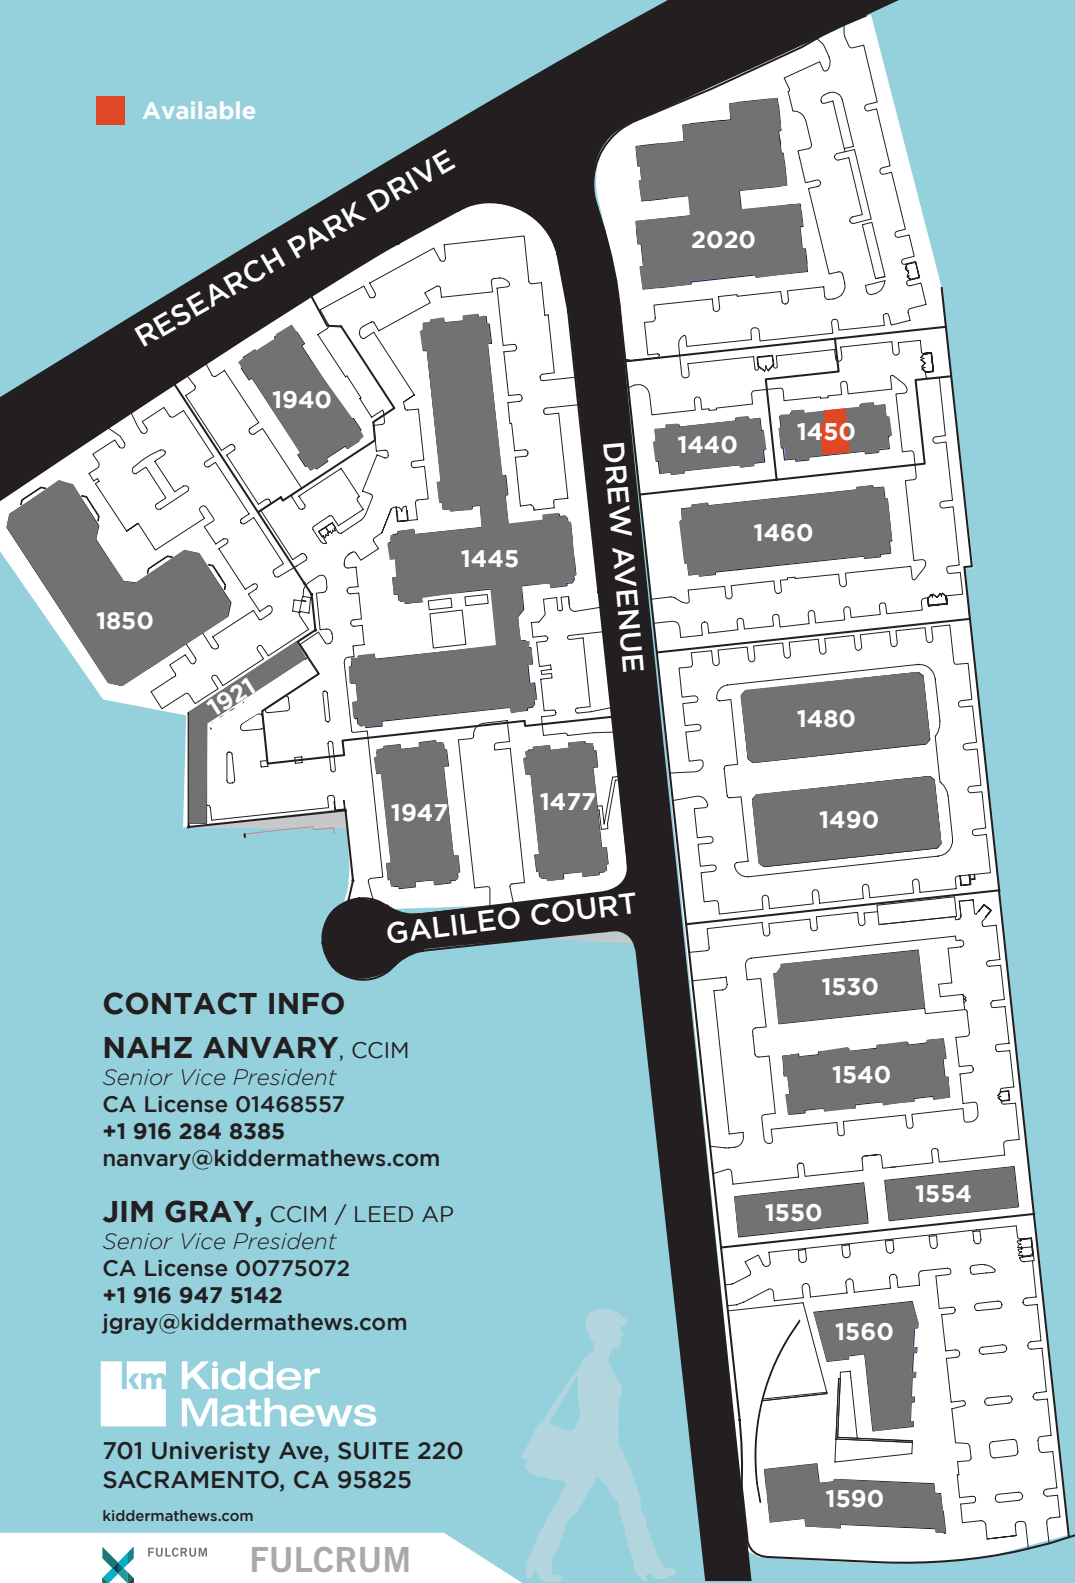 Available
RESEARCH PARK DRIVE
2020
1940
1440
1450
DREW AVENUE
1460
1445
1850
1921
1480
1947
1477
1490
GALILEO COURT
1530
1540
1550
1554
1560
1590
CONTACT INFO
NAHZ ANVARY, CCIM
Senior Vice President
CA License 01468557
+1 916 284 8385
nanvary@kiddermathews.com
JIM GRAY, CCIM / LEED AP
Senior Vice President
CA License 00775072
+1 916 947 5142
jgray@kiddermathews.com
km Kidder
Mathews
701 Univeristy Ave, SUITE 220
SACRAMENTO, CA 95825
kiddermathews.com
FULCRUM
FULCRUM